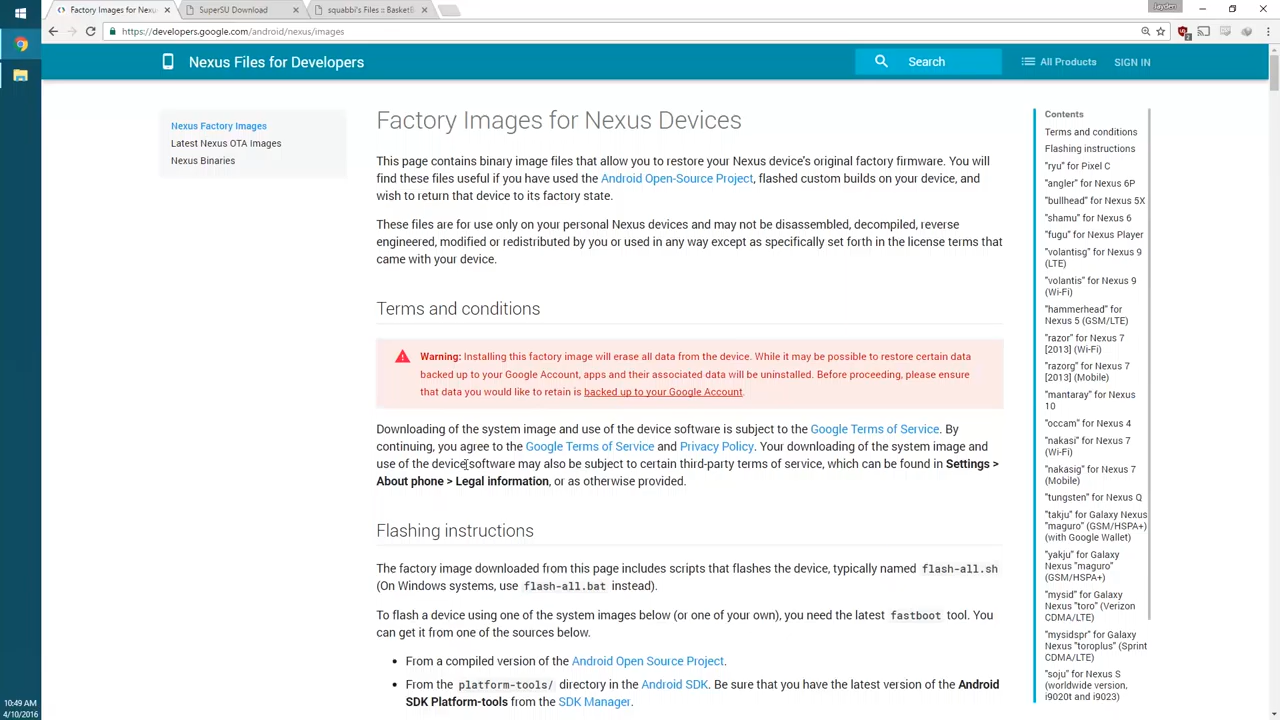 Factory Images for Nexus
SuperSU Download
squabbi's Files :: Basketb
Jayden
https://developers.google.com/android/nexus/images
Nexus Files for Developers
Search
All Products
SIGN IN
Nexus Factory Images
Latest Nexus OTA Images
Nexus Binaries
Factory Images for Nexus Devices
This page contains binary image files that allow you to restore your Nexus device's original factory firmware. You will
find these files useful if you have used the Android Open-Source Project, flashed custom builds on your device, and
wish to return that device to its factory state.
These files are for use only on your personal Nexus devices and may not be disassembled, decompiled, reverse
engineered, modified or redistributed by you or used in any way except as specifically set forth in the license terms that
came with your device.
Terms and conditions
Warning: Installing this factory image will erase all data from the device. While it may be possible to restore certain data
backed up to your Google Account, apps and their associated data will be uninstalled. Before proceeding, please ensure
that data you would like to retain is backed up to your Google Account.
Downloading of the system image and use of the device software is subject to the Google Terms of Service. By
continuing, you agree to the Google Terms of Service and Privacy Policy. Your downloading of the system image and
use of the device software may also be subject to certain third-party terms of service, which can be found in Settings >
About phone > Legal information, or as otherwise provided.
Flashing instructions
The factory image downloaded from this page includes scripts that flashes the device, typically named flash-all.sh
(On Windows systems, use flash-all.bat instead).
To flash a device using one of the system images below (or one of your own), you need the latest fastboot tool. You
can get it from one of the sources below.
• From a compiled version of the Android Open Source Project.
• From the platform-tools/ directory in the Android SDK. Be sure that you have the latest version of the Android
SDK Platform-tools from the SDK Manager.
Contents
Terms and conditions
Flashing instructions
"ryu" for Pixel C
"angler" for Nexus 6P
"bullhead" for Nexus 5X
"shamu" for Nexus 6
"fugu" for Nexus Player
"volantisg" for Nexus 9
(LTE)
"volantis" for Nexus 9
(Wi-Fi)
"hammerhead" for
Nexus 5 (GSM/LTE)
"razor" for Nexus 7
[2013] (Wi-Fi)
"razorg" for Nexus 7
[2013] (Mobile)
"mantaray" for Nexus
10
"occam" for Nexus 4
"nakasi" for Nexus 7
(Wi-Fi)
"nakasig" for Nexus 7
(Mobile)
"tungsten" for Nexus Q
"takju" for Galaxy Nexus
"maguro" (GSM/HSPA+)
(with Google Wallet)
"yakju" for Galaxy
Nexus "maguro"
(GSM/HSPA+)
"mysid" for Galaxy
Nexus "toro" (Verizon
CDMA/LTE)
"mysidspr" for Galaxy
Nexus "toroplus" (Sprint
CDMA/LTE)
"soju" for Nexus S
(worldwide version,
i9020t and i9023)
10:49 AM
4/10/2016